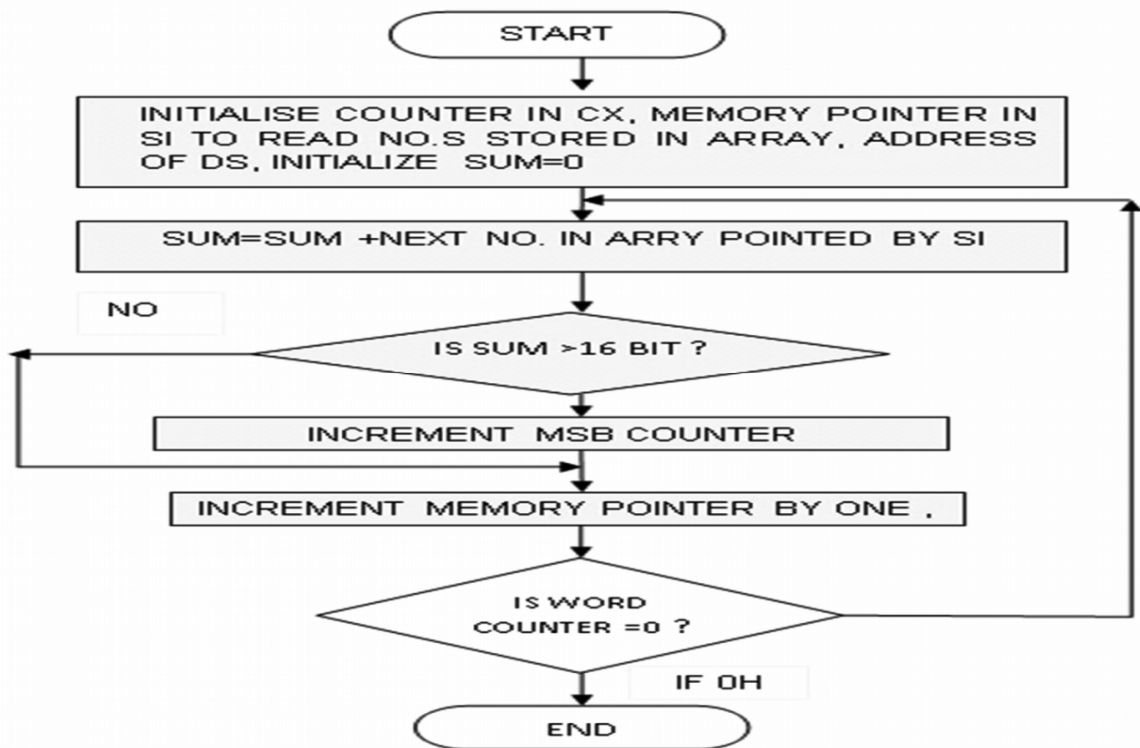 START
INITIALISE COUNTER IN CX, MEMORY POINTER IN
SI TO READ NO.S STORED IN ARRAY, ADDRESS
OF DS, INITIALIZE SUM=0
SUM=SUM +NEXT NO. IN ARRY POINTED BY SI
NO
IS SUM >16 BIT ?
INCREMENT MSB COUNTER
INCREMENT MEMORY POINTER BY ONE ,
IS WORD
COUNTER =0 ?
IF 0H
END